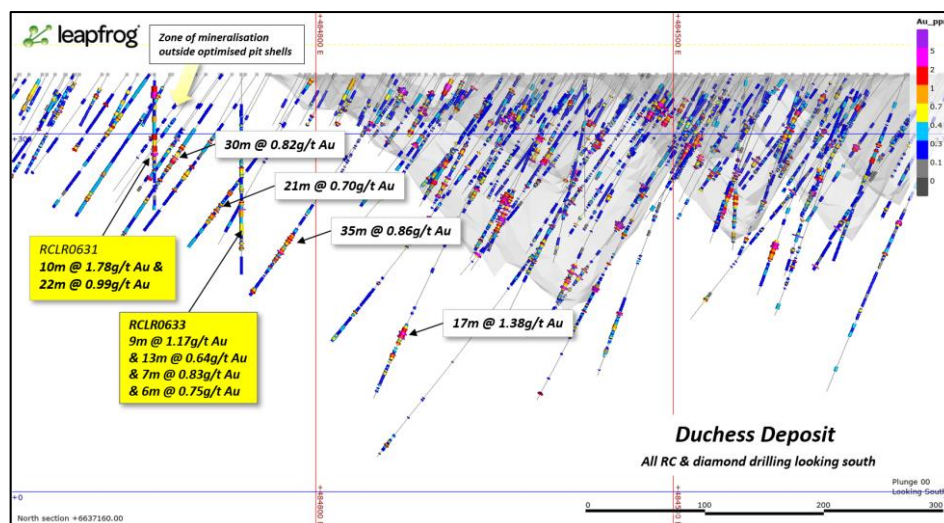 leapfrog
Zone of mineralisation
outside optimised pit shells
+484800 E
+484500 E
Au_pp
5
2
1
0.7
0.5
0.3
0.1
0
30m @ 0.82g/t Au
21m @ 0.70g/t Au
35m @ 0.86g/t Au
17m @ 1.38g/t Au
RCLR0631
10m @ 1.78g/t Au &
22m @ 0.99g/t Au
RCLR0633
9m @ 1.17g/t Au
& 13m @ 0.64g/t Au
& 7m @ 0.83g/t Au
& 6m @ 0.75g/t Au
Duchess Deposit
All RC & diamond drilling looking south
Plunge 00
Looking South
0
100
200
300
+0
North section +6637160.00